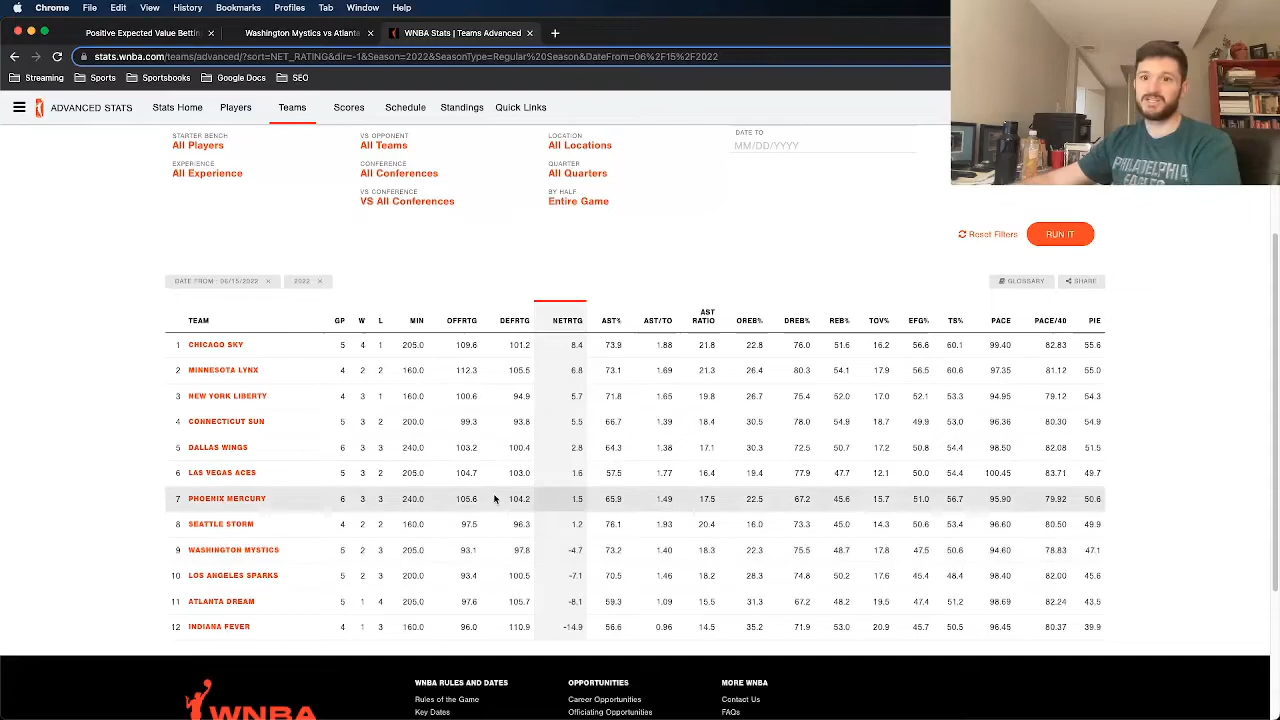 Chrome File Edit View History Bookmarks Profiles Tab Window Help
Positive Expected Value Bettin × Washington Mystics vs Atlanta × WNBA Stats | Teams Advanced × +
stats.wnba.com/teams/advanced/?sort=NET_RATING&dir=-1&Season=2022&SeasonType=Regular%20Season&DateFrom=06%2F15%2F2022
Streaming Sports Sportsbooks Google Docs SEO
ADVANCED STATS Stats Home Players Teams Scores Schedule Standings Quick Links
STARTER BENCH VS OPPONENT LOCATION DATE TO
All Players All Teams All Locations MM/DD/YYYY
EXPERIENCE CONFERENCE QUARTER
All Experience All Conferences All Quarters
VS CONFERENCE BY HALF
VS All Conferences Entire Game
PHILADELPHIA
EAGLES
Reset Filters RUN IT
DATE FROM : 06/15/2022 × 2022 × GLOSSARY SHARE
TEAM GP W L MIN OFFRTG DEFRTG NETRTG AST% AST/TO AST RATIO OREB% DREB% REB% TOV% EFG% TS% PACE PACE/40 PIE
1 CHICAGO SKY 5 4 1 205.0 109.6 101.2 8.4 73.9 1.88 21.8 22.8 76.0 51.6 16.2 56.6 60.1 99.40 82.83 55.6
2 MINNESOTA LYNX 4 2 2 160.0 112.3 105.5 6.8 73.1 1.69 21.3 26.4 80.3 54.1 17.9 56.5 60.6 97.35 81.12 55.0
3 NEW YORK LIBERTY 4 3 1 160.0 100.6 94.9 5.7 71.8 1.65 19.8 26.7 75.4 52.0 17.0 52.1 53.3 94.95 79.12 54.3
4 CONNECTICUT SUN 5 3 2 200.0 99.3 93.8 5.5 66.7 1.39 18.4 30.5 78.0 54.9 18.7 49.9 53.0 96.36 80.30 54.9
5 DALLAS WINGS 6 3 3 240.0 103.2 100.4 2.8 64.3 1.38 17.1 30.3 72.5 50.7 17.2 50.8 54.4 98.50 82.08 51.5
6 LAS VEGAS ACES 5 3 2 205.0 104.7 103.0 1.6 57.5 1.77 16.4 19.4 77.9 47.7 12.1 50.0 54.4 100.45 83.71 49.7
7 PHOENIX MERCURY 6 3 3 240.0 105.6 104.2 1.5 65.9 1.49 17.5 22.5 67.2 45.6 15.7 51.0 56.7 95.90 79.92 50.6
8 SEATTLE STORM 4 2 2 160.0 97.5 96.3 1.2 76.1 1.93 20.4 16.0 73.3 45.0 14.3 50.6 53.4 96.60 80.50 49.9
9 WASHINGTON MYSTICS 5 2 3 205.0 93.1 97.8 -4.7 73.2 1.40 18.3 22.3 75.5 48.7 17.8 47.5 50.6 94.60 78.83 47.1
10 LOS ANGELES SPARKS 5 2 3 200.0 93.4 100.5 -7.1 70.5 1.46 18.2 28.3 74.8 50.2 17.6 45.4 48.4 98.40 82.00 45.6
11 ATLANTA DREAM 5 1 4 205.0 97.6 105.7 -8.1 59.3 1.09 15.5 31.3 67.2 48.2 19.5 47.4 51.2 98.69 82.24 43.5
12 INDIANA FEVER 4 1 3 160.0 96.0 110.9 -14.9 56.6 0.96 14.5 35.2 71.9 53.0 20.9 45.7 50.5 96.45 80.37 39.9
WNBA RULES AND DATES OPPORTUNITIES MORE WNBA
Rules of the Game Career Opportunities Contact Us
WNBA Key Dates Officiating Opportunities FAQs